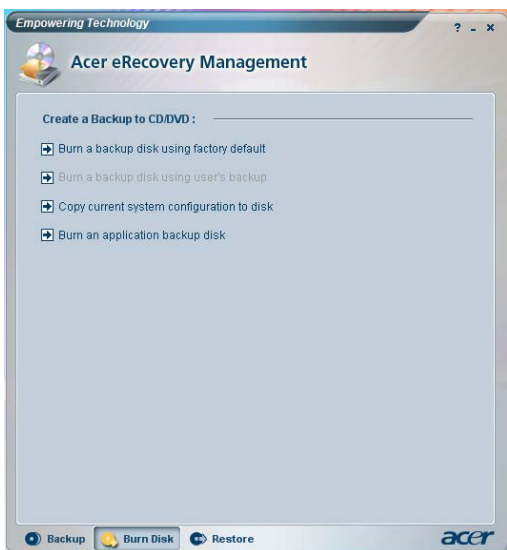 Empowering Technology
? - ×
Acer eRecovery Management
Create a Backup to CD/DVD :
Burn a backup disk using factory default
Burn a backup disk using user's backup
Copy current system configuration to disk
Burn an application backup disk
Backup Burn Disk Restore acer